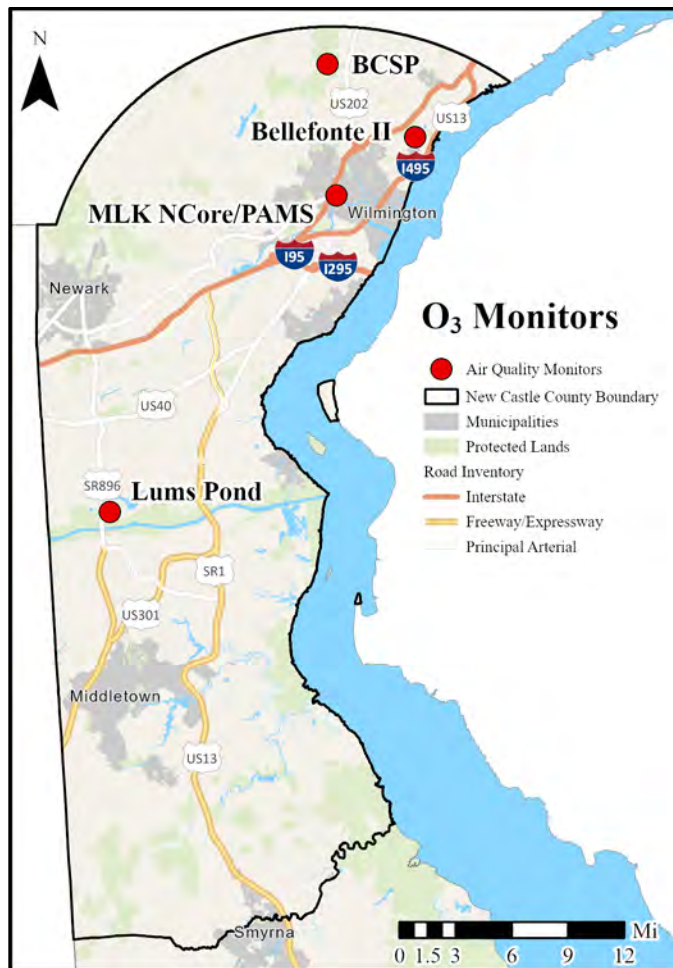 N
BCSP
US202
US13
Bellefonte II
I495
MLK NCore/PAMS
Wilmington
I95
I295
Newark
O₃ Monitors
Air Quality Monitors
New Castle County Boundary
US40
Municipalities
Protected Lands
Road Inventory
SR896
Lums Pond
Interstate
Freeway/Expressway
Principal Arterial
SR1
US301
Middletown
US13
Smyrna
Mi
0 1.5 3 6 9 12